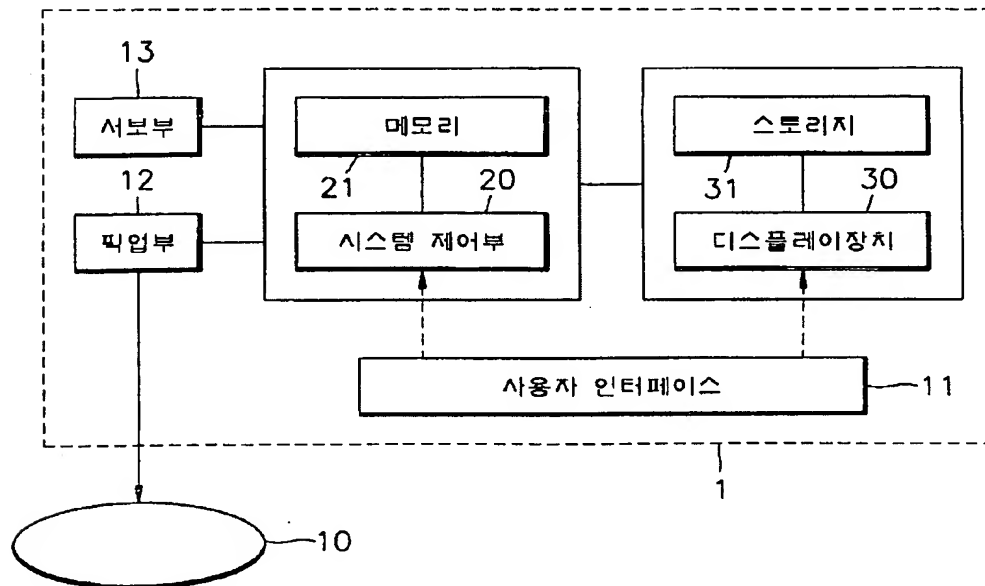 13
서보부
메모리
스토리지
12
21
20
31
30
픽업부
시스템 제어부
디스플레이장치
사용자 인터페이스
11
1
10